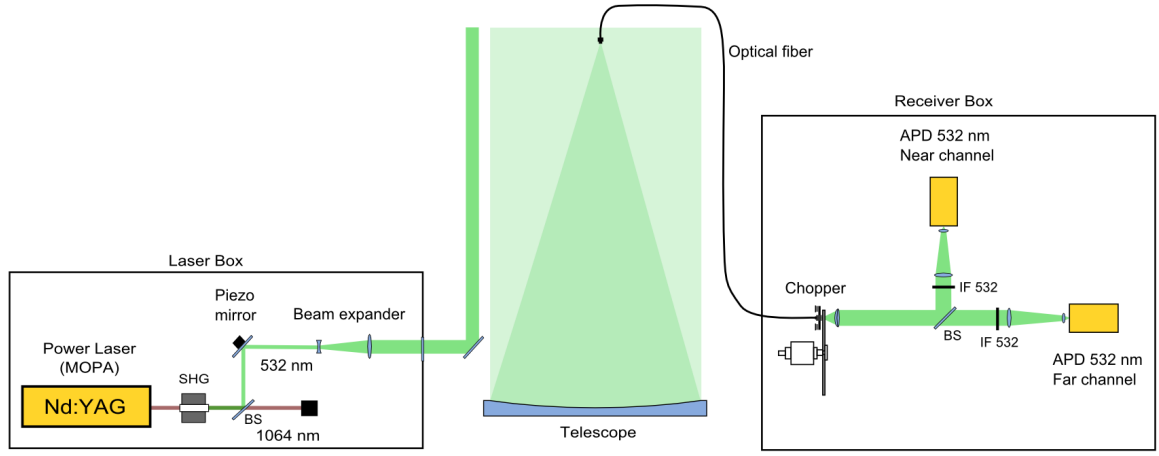 Optical fiber
Receiver Box
APD 532 nm
Near channel
Laser Box
Piezo
mirror
Beam expander
Chopper
IF 532
BS
IF 532
Power Laser
(MOPA)
SHG
532 nm
APD 532 nm
Far channel
Nd:YAG
BS
1064 nm
Telescope